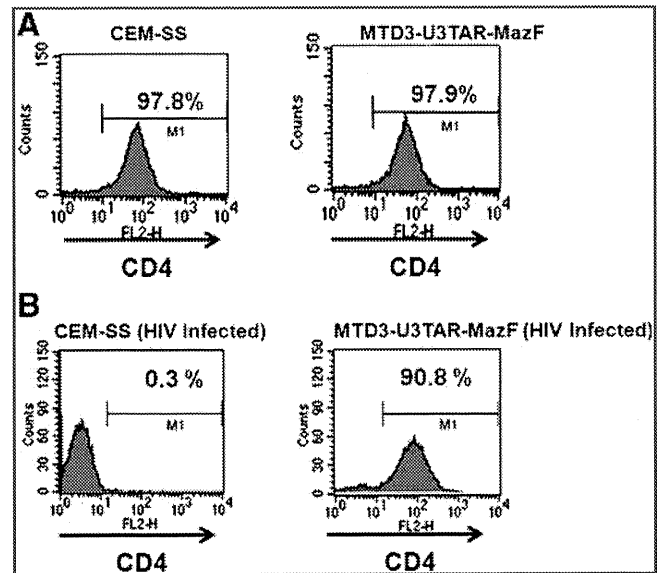 A
CEM-SS
MTD3-U3TAR-MazF
150
Counts
0
97.8%
M1
10^0 10^1 10^2 10^3 10^4
FL2-H
CD4
150
Counts
0
97.9%
M1
10^0 10^1 10^2 10^3 10^4
FL2-H
CD4
B
CEM-SS (HIV Infected)
MTD3-U3TAR-MazF (HIV Infected)
150
120
90
60
30
0
Counts
0.3 %
M1
10^0 10^1 10^2 10^3 10^4
FL2-H
CD4
150
120
90
60
30
0
Counts
90.8 %
M1
10^0 10^1 10^2 10^3 10^4
FL2-H
CD4